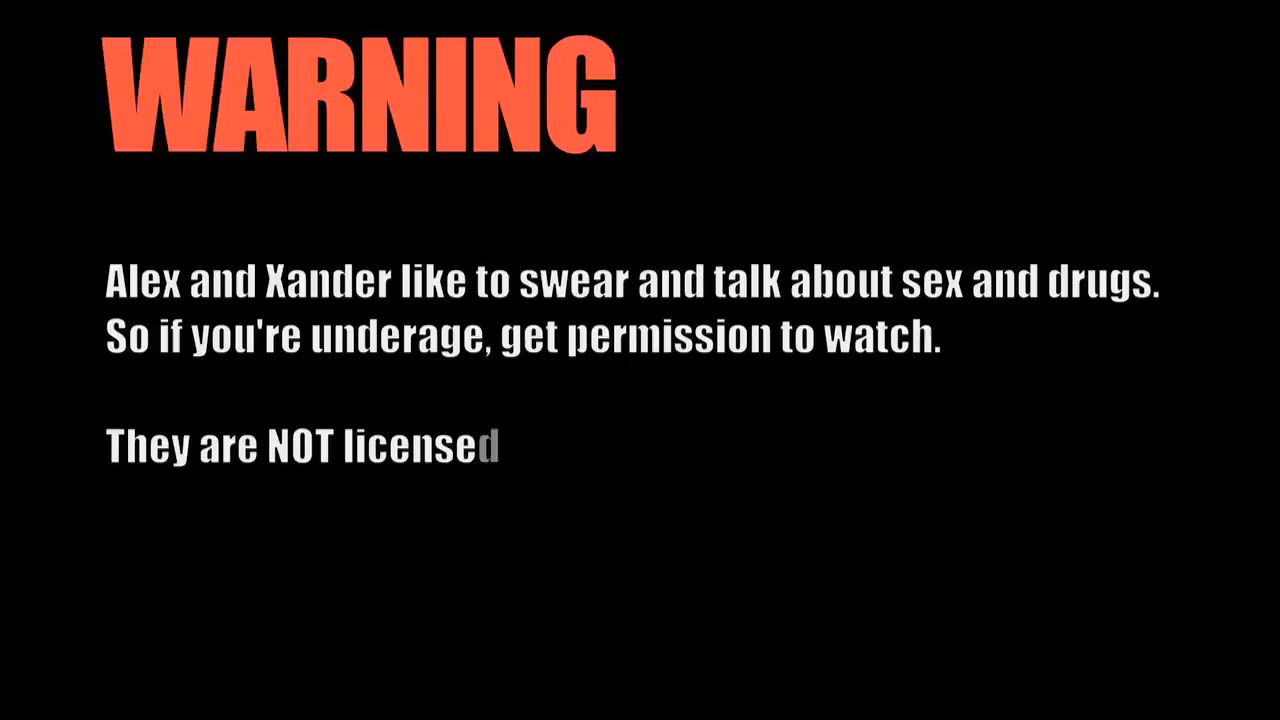 WARNING
Alex and Xander like to swear and talk about sex and drugs.
So if you're underage, get permission to watch.
They are NOT licensed